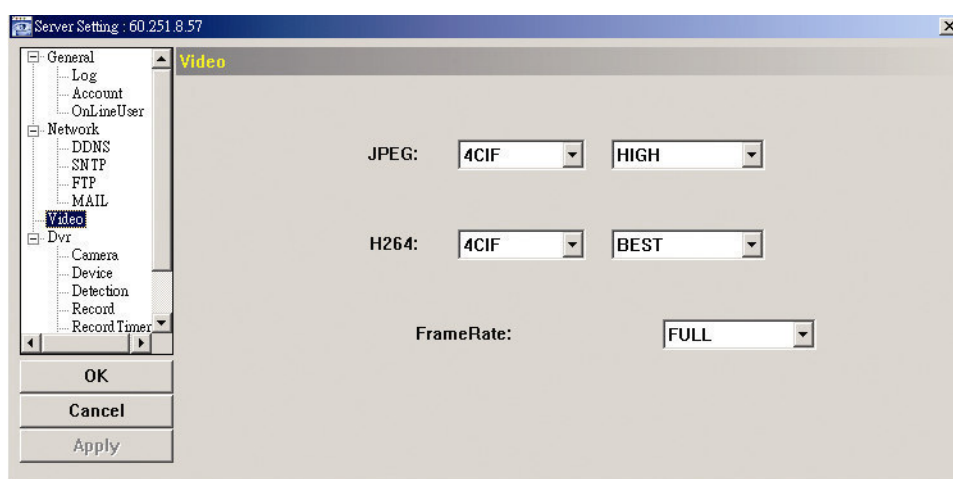 Server Setting : 60.251.8.57
General
Log
Account
OnLineUser
Network
DDNS
SNTP
FTP
MAIL
Video
Dvr
Camera
Device
Detection
Record
Record Timer
OK
Cancel
Apply
Video
JPEG: 4CIF HIGH
H264: 4CIF BEST
FrameRate: FULL